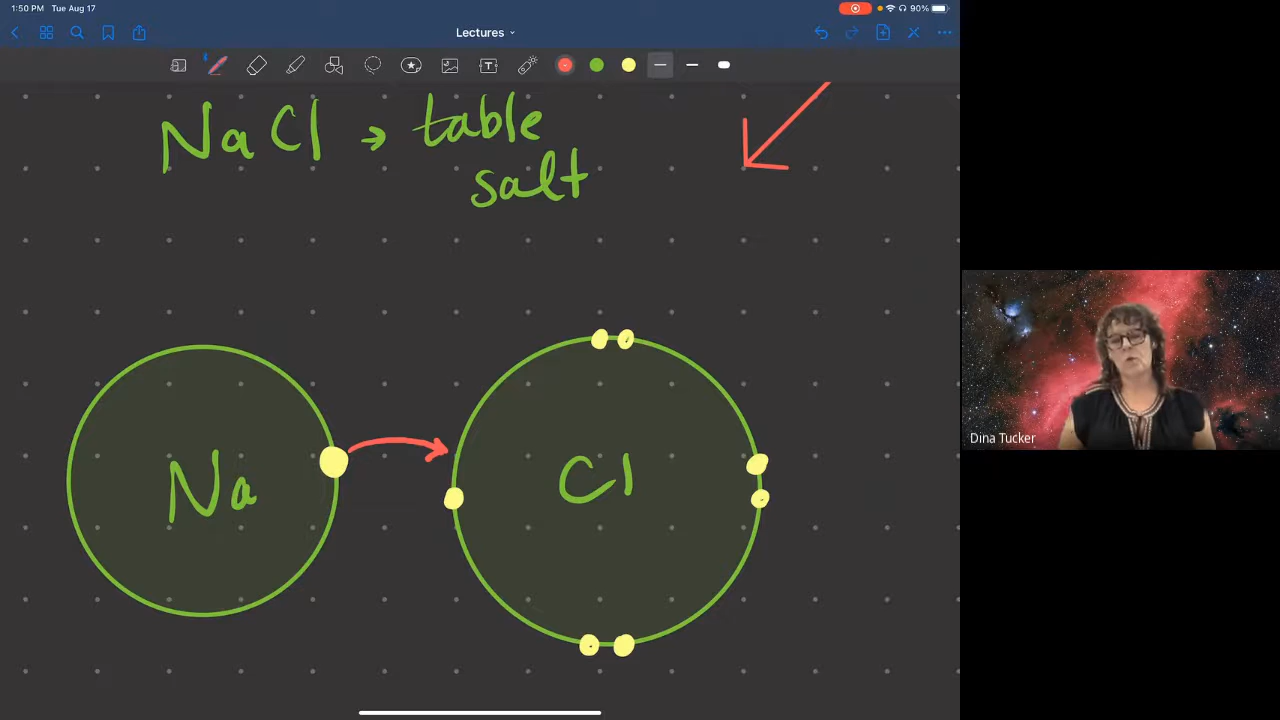 1:50 PM Tue Aug 17
90%
Lectures
T
NaCl → table
salt
Na
Cl
Dina Tucker